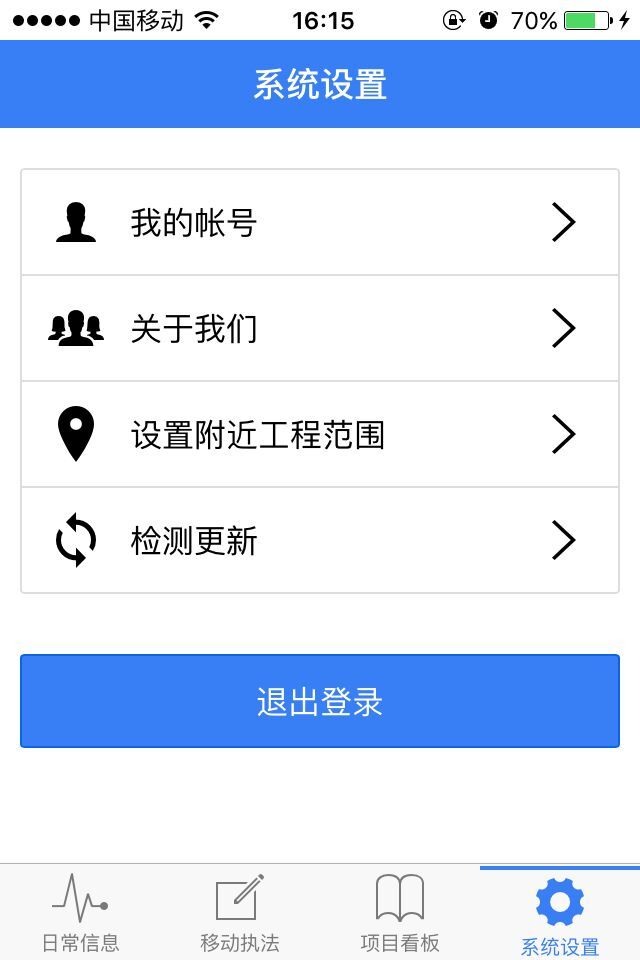 中国移动 16:15 70%
系统设置
我的帐号
关于我们
设置附近工程范围
检测更新
退出登录
日常信息 移动执法 项目看板 系统设置